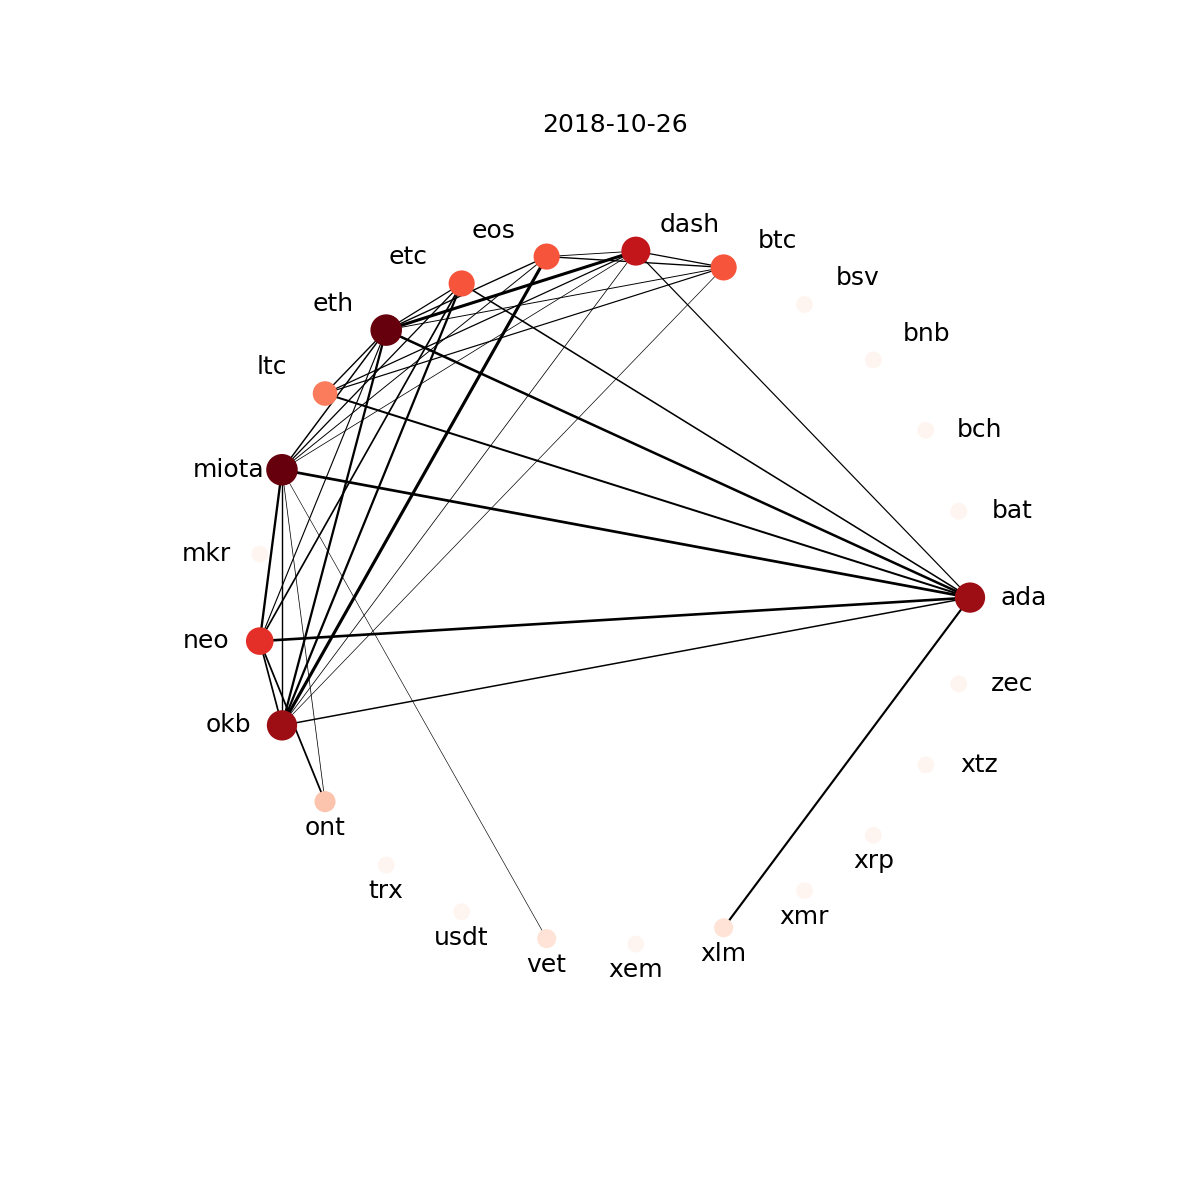 2018-10-26
dash
eos
btc
etc
bsv
eth
bnb
ltc
bch
miota
bat
mkr
ada
neo
zec
okb
xtz
ont
xrp
trx
xmr
usdt
xlm
vet
xem